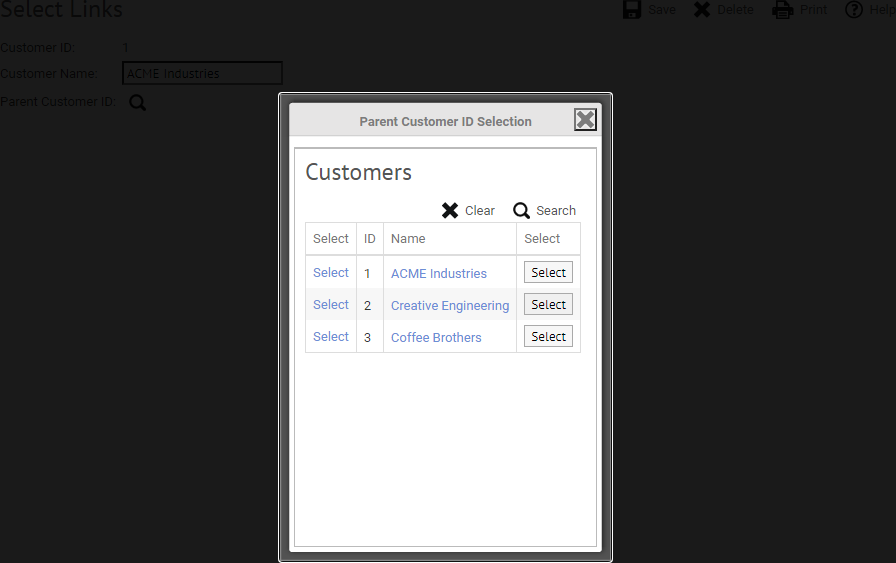 Select Links
Save Delete Print Help
Customer ID: 1
Customer Name: ACME Industries
Parent Customer ID:
Parent Customer ID Selection
Customers
Clear Search
Select ID Name Select
Select 1 ACME Industries Select
Select 2 Creative Engineering Select
Select 3 Coffee Brothers Select